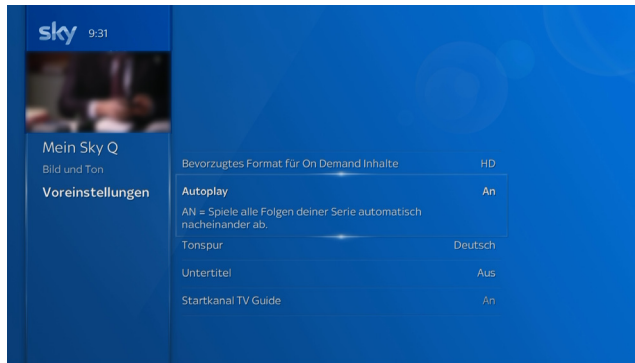 sky 9:31
Mein Sky Q
Bild und Ton
Voreinstellungen
Bevorzugtes Format für On Demand Inhalte HD
Autoplay An
AN = Spiele alle Folgen deiner Serie automatisch
nacheinander ab.
Tonspur Deutsch
Untertitel Aus
Startkanal TV Guide An